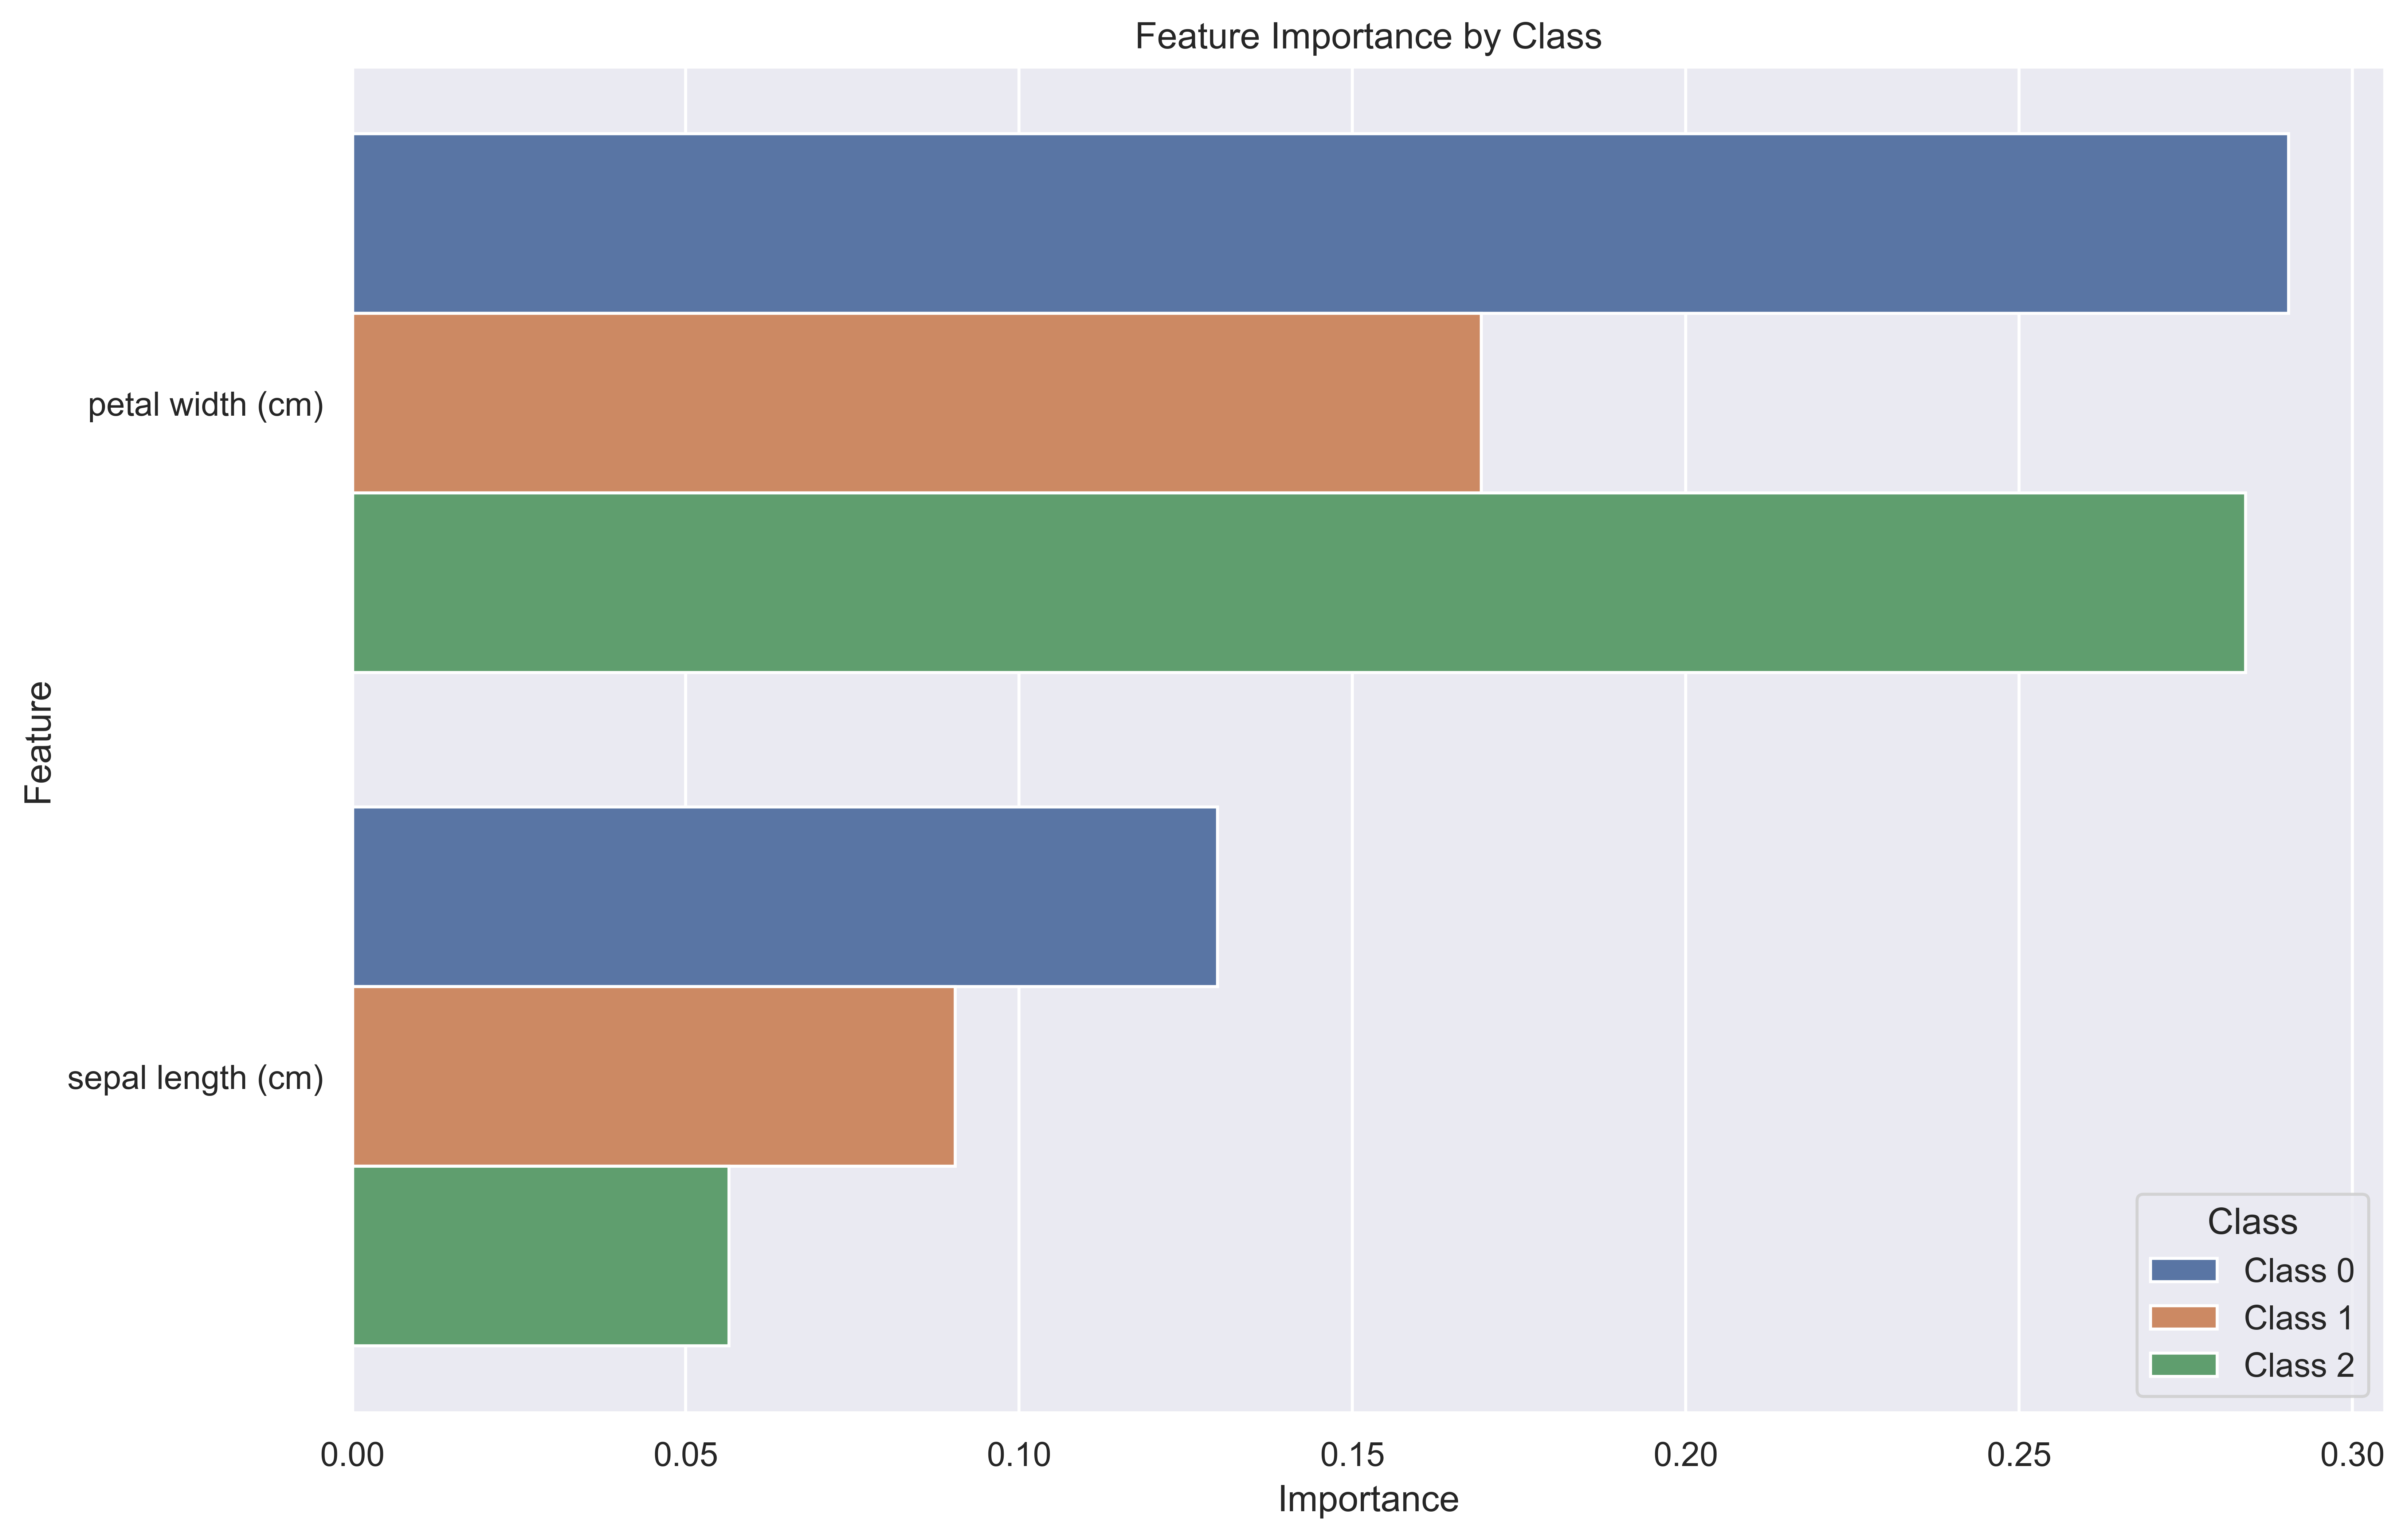 Feature Importance by Class
petal width (cm)
Feature
sepal length (cm)
Class
Class 0
Class 1
Class 2
0.00 0.05 0.10 0.15 0.20 0.25 0.30
Importance